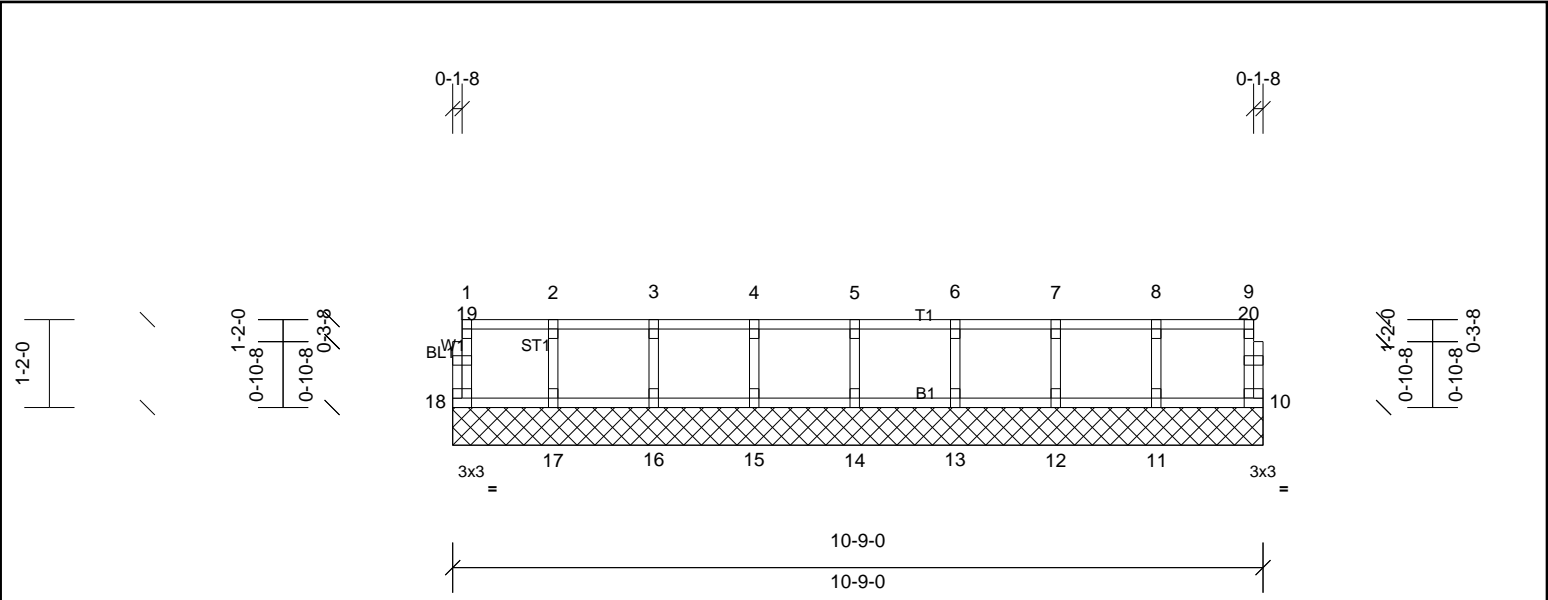 0-1-8 0-1-8
1 2 3 4 5 6 7 8 9
19 T1 20
1-2-0 0-3-8 1-2-0 0-3-8
W1 ST1
BL1
1-2-0 0-10-8 0-10-8 0-10-8 0-10-8
18 B1 10
17 16 15 14 13 12 11
3x3 3x3
= =
10-9-0
10-9-0